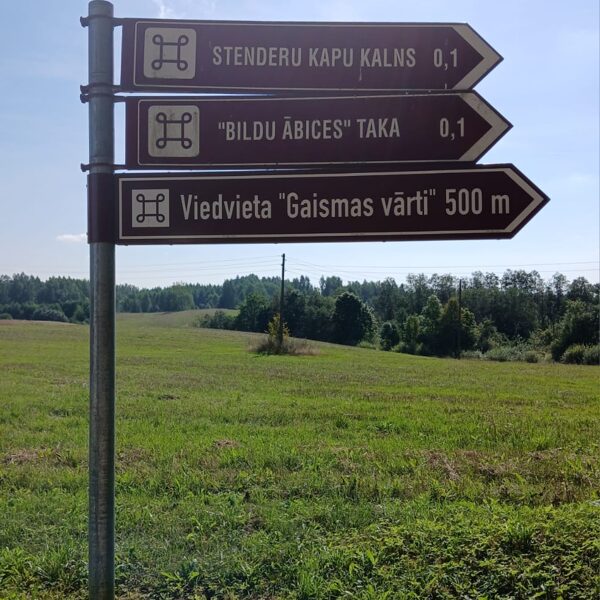 STENDERU KAPU KALNS 0,1
"BILDU ĀBICES" TAKA 0,1
Viedvieta "Gaismas vārti" 500 m